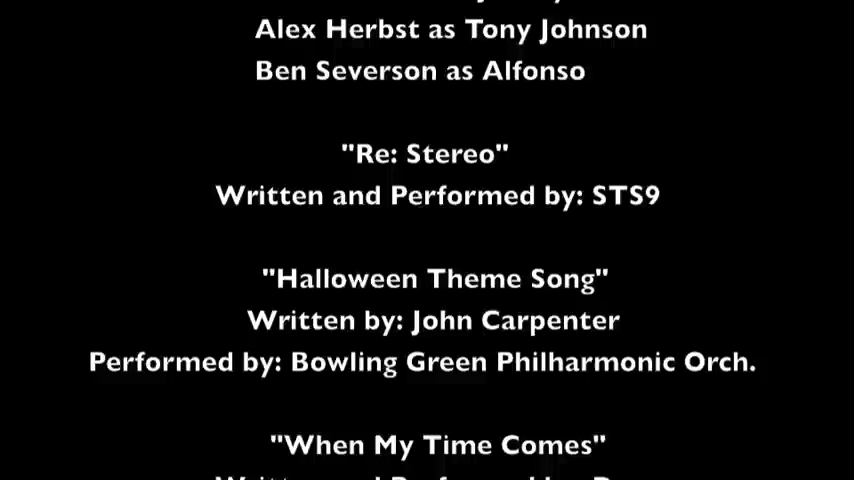 Alex Herbst as Tony Johnson
Ben Severson as Alfonso
"Re: Stereo"
Written and Performed by: STS9
"Halloween Theme Song"
Written by: John Carpenter
Performed by: Bowling Green Philharmonic Orch.
"When My Time Comes"